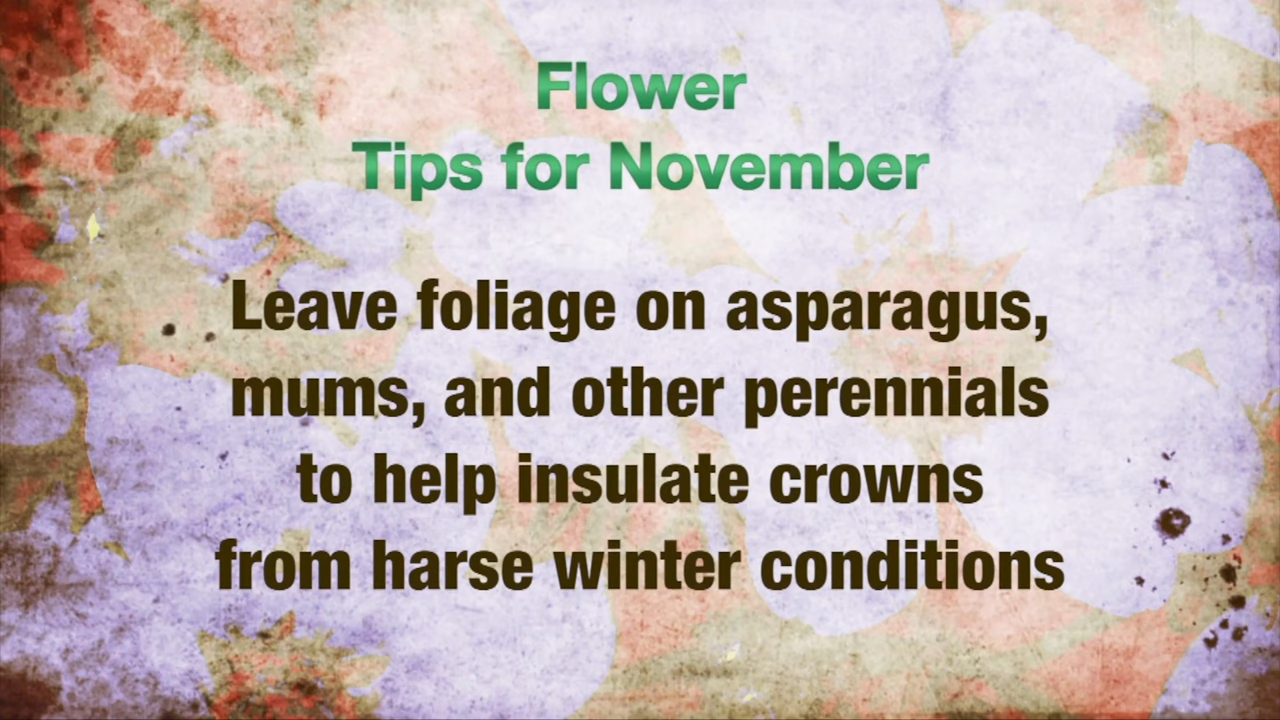 Flower
Tips for November
Leave foliage on asparagus,
mums, and other perennials
to help insulate crowns
from harse winter conditions